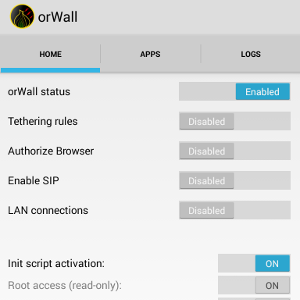 orWall
HOME APPS LOGS
orWall status Enabled
Tethering rules Disabled
Authorize Browser Disabled
Enable SIP Disabled
LAN connections Disabled
Init script activation: ON
Root access (read-only): ON